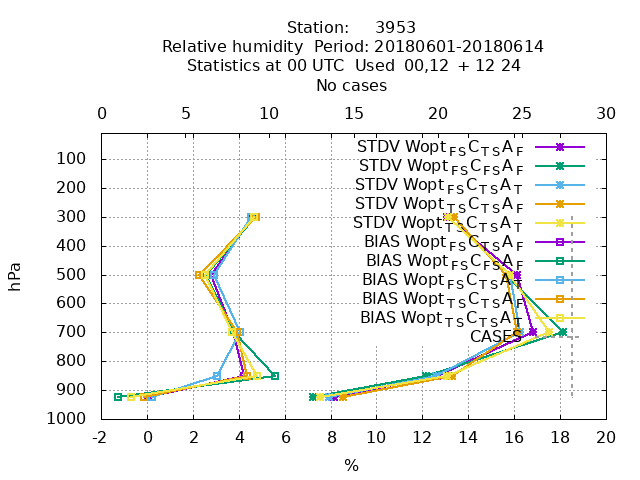 Station: 3953
Relative humidity Period: 20180601-20180614
Statistics at 00 UTC Used 00,12 + 12 24
No cases
0 5 10 15 20 25 30
STDV Wopt_FS C_TS A_F
STDV Wopt_FS C_FS A_F
STDV Wopt_FS C_TS A_T
STDV Wopt_TS C_TS A_F
STDV Wopt_TS C_TS A_T
BIAS Wopt_FS C_TS A_F
BIAS Wopt_FS C_FS A_F
BIAS Wopt_FS C_TS A_T
BIAS Wopt_TS C_TS A_F
BIAS Wopt_TS C_TS A_T
CASES
hPa
100
200
300
400
500
600
700
800
900
1000
-2 0 2 4 6 8 10 12 14 16 18 20
%